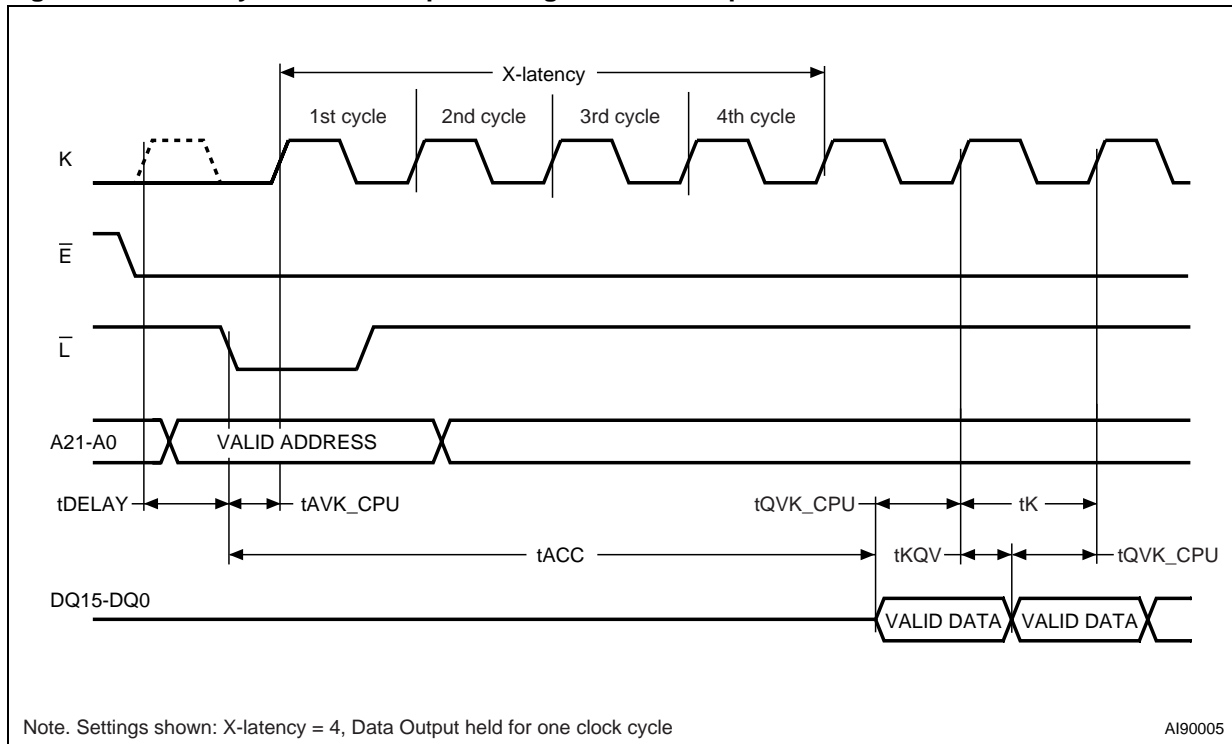 X-latency
1st cycle 2nd cycle 3rd cycle 4th cycle
K
E
L
A21-A0 VALID ADDRESS
tDELAY tAVK_CPU tQVK_CPU tK
tACC tKQV tQVK_CPU
DQ15-DQ0
VALID DATA VALID DATA
Note. Settings shown: X-latency = 4, Data Output held for one clock cycle
AI90005